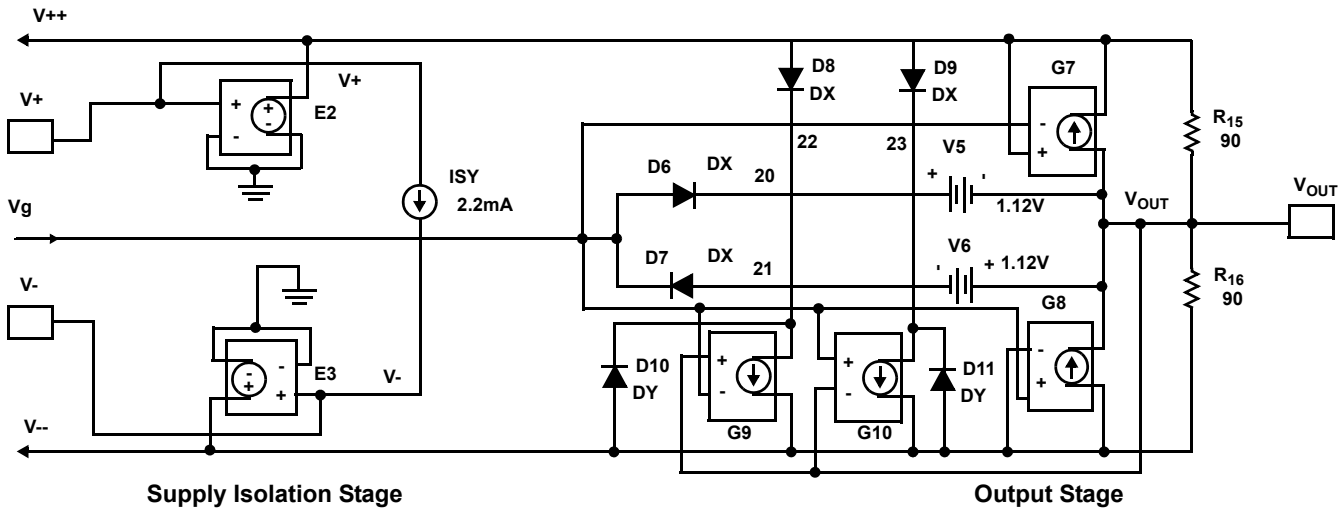 V++
D8
DX
D9
DX
G7
V+
V+
+
-
+
-
E2
-
+
R15
90
22
23
V5
ISY
2.2mA
D6
DX
20
+
-
1.12V
Vg
VOUT
VOUT
V6
D7
DX
21
-
+ 1.12V
V-
G8
R16
90
-
+
-
+
E3
V-
D10
DY
+
-
G9
+
-
G10
D11
DY
-
+
V--
Supply Isolation Stage
Output Stage